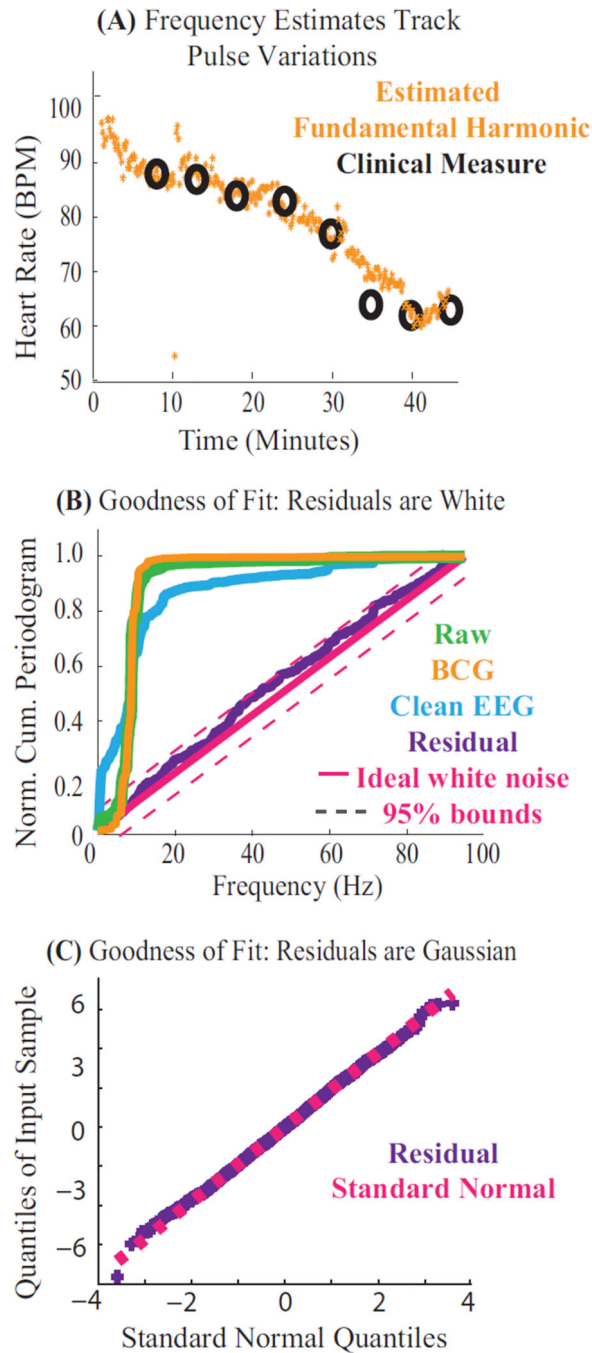 (A) Frequency Estimates Track
Pulse Variations
Estimated
Fundamental Harmonic
Clinical Measure
Heart Rate (BPM)
100
90
80
70
60
50
0
10
20
30
40
Time (Minutes)
(B) Goodness of Fit: Residuals are White
Norm. Cum. Periodogram
1.0
0.8
0.6
0.4
0.2
0
Raw
BCG
Clean EEG
Residual
Ideal white noise
95% bounds
0
20
40
60
80
100
Frequency (Hz)
(C) Goodness of Fit: Residuals are Gaussian
Quantiles of Input Sample
6
3
0
−3
−6
Residual
Standard Normal
−4
−2
0
2
4
Standard Normal Quantiles